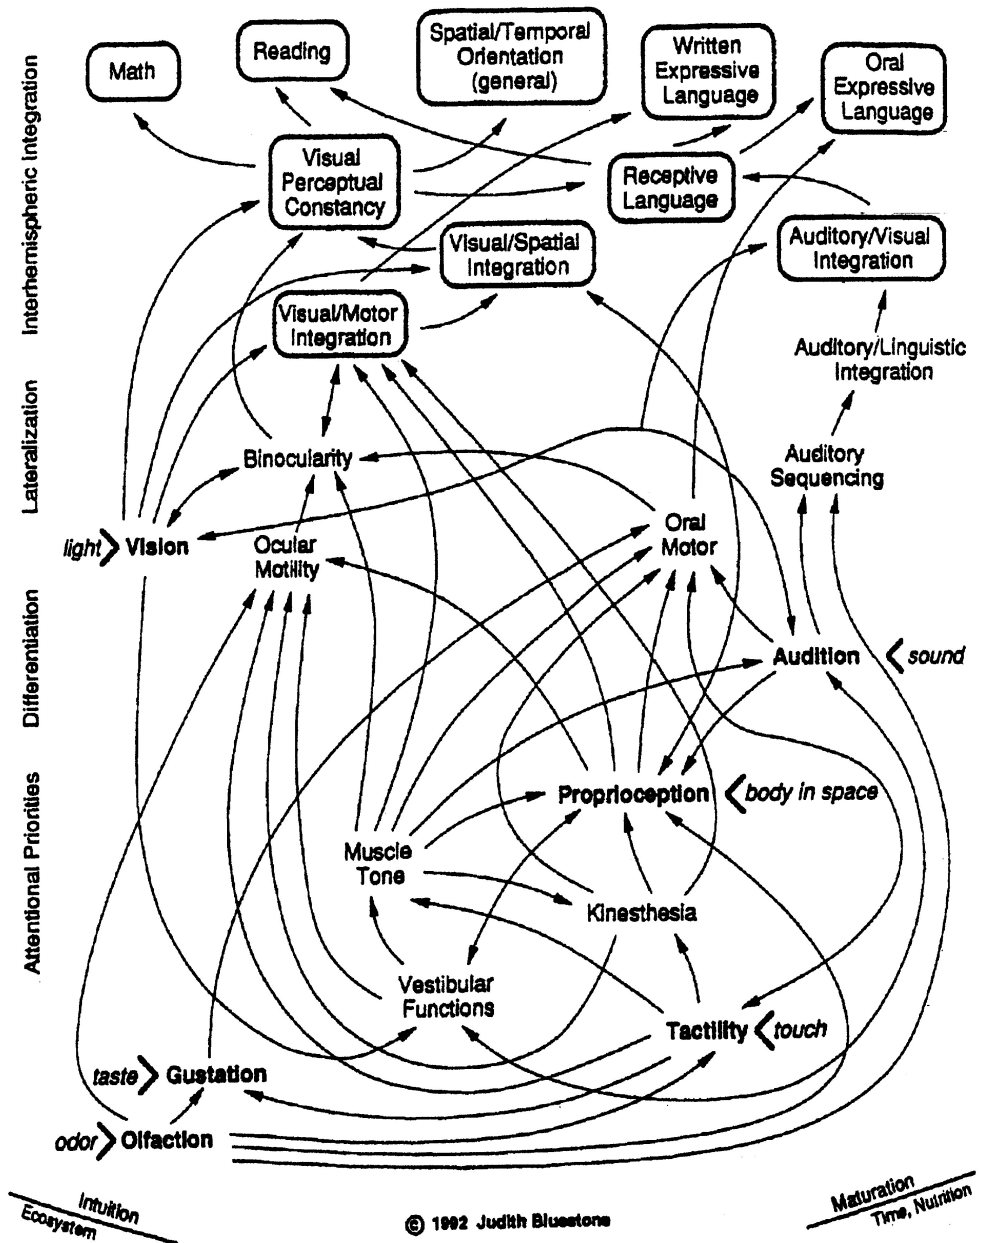 Math
Reading
Spatial/Temporal
Orientation
(general)
Written
Expressive
Language
Oral
Expressive
Language
Visual
Perceptual
Constancy
Receptive
Language
Visual/Spatial
Integration
Auditory/Visual
Integration
Visual/Motor
Integration
Auditory/Linguistic
Integration
Binocularity
Auditory
Sequencing
light
Vision
Ocular
Motility
Oral
Motor
Audition
sound
Proprioception
body in space
Muscle
Tone
Kinesthesia
Vestibular
Functions
Tactility
touch
taste
Gustation
odor
Olfaction
Interhemispheric Integration
Lateralization
Differentiation
Attentional Priorities
Intuition
Ecosystem
© 1992 Judith Bluestone
Maturation
Time, Nutrition